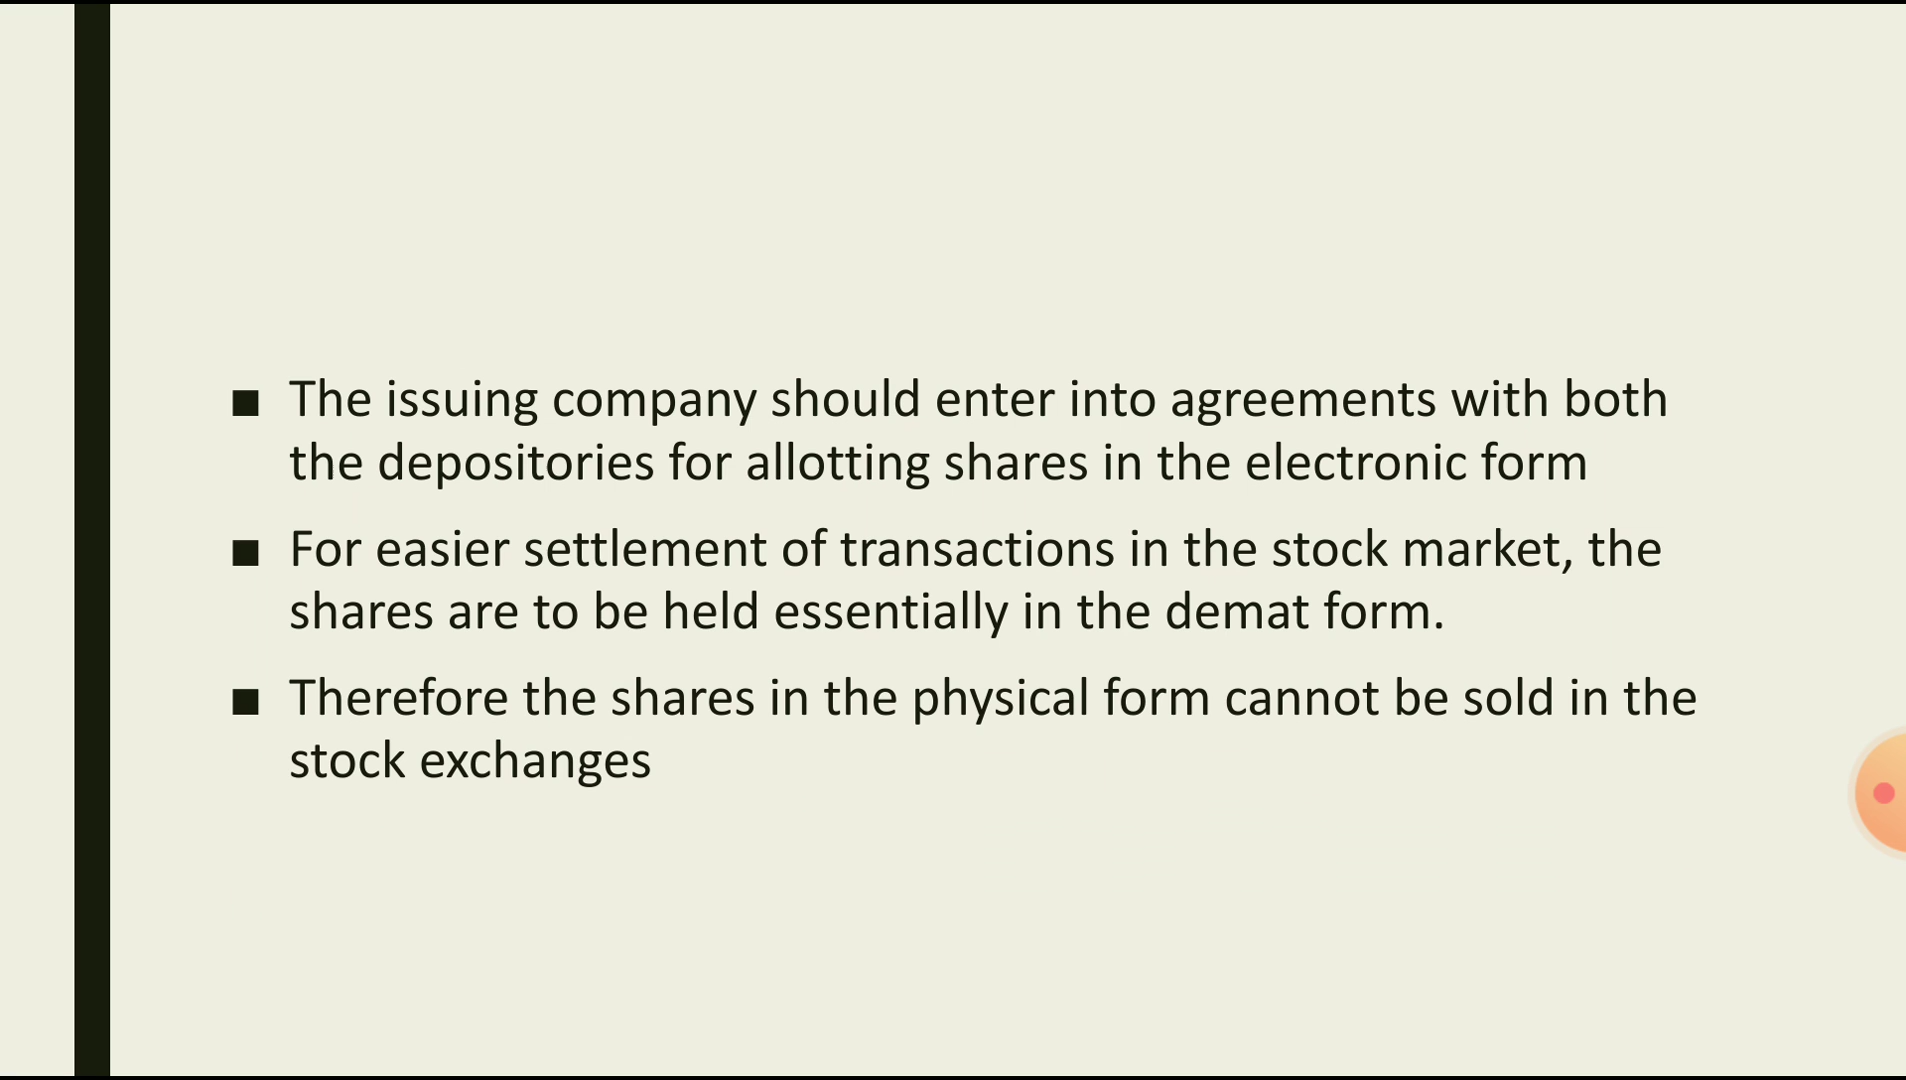 ■ The issuing company should enter into agreements with both
the depositories for allotting shares in the electronic form
■ For easier settlement of transactions in the stock market, the
shares are to be held essentially in the demat form.
■ Therefore the shares in the physical form cannot be sold in the
stock exchanges